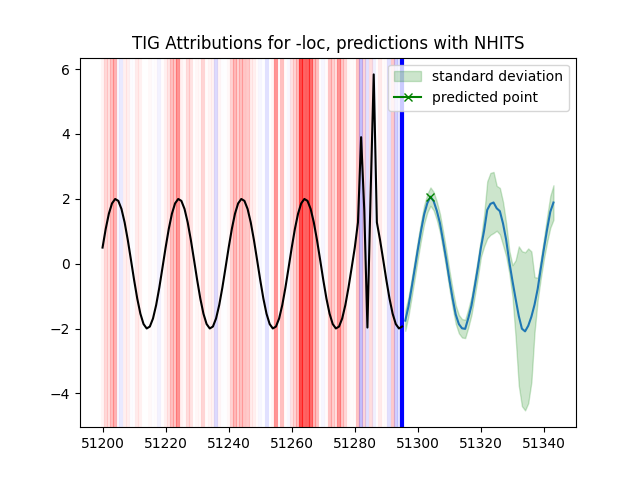 TIG Attributions for -loc, predictions with NHITS
standard deviation
predicted point
6
4
2
0
−2
−4
51200 51220 51240 51260 51280 51300 51320 51340